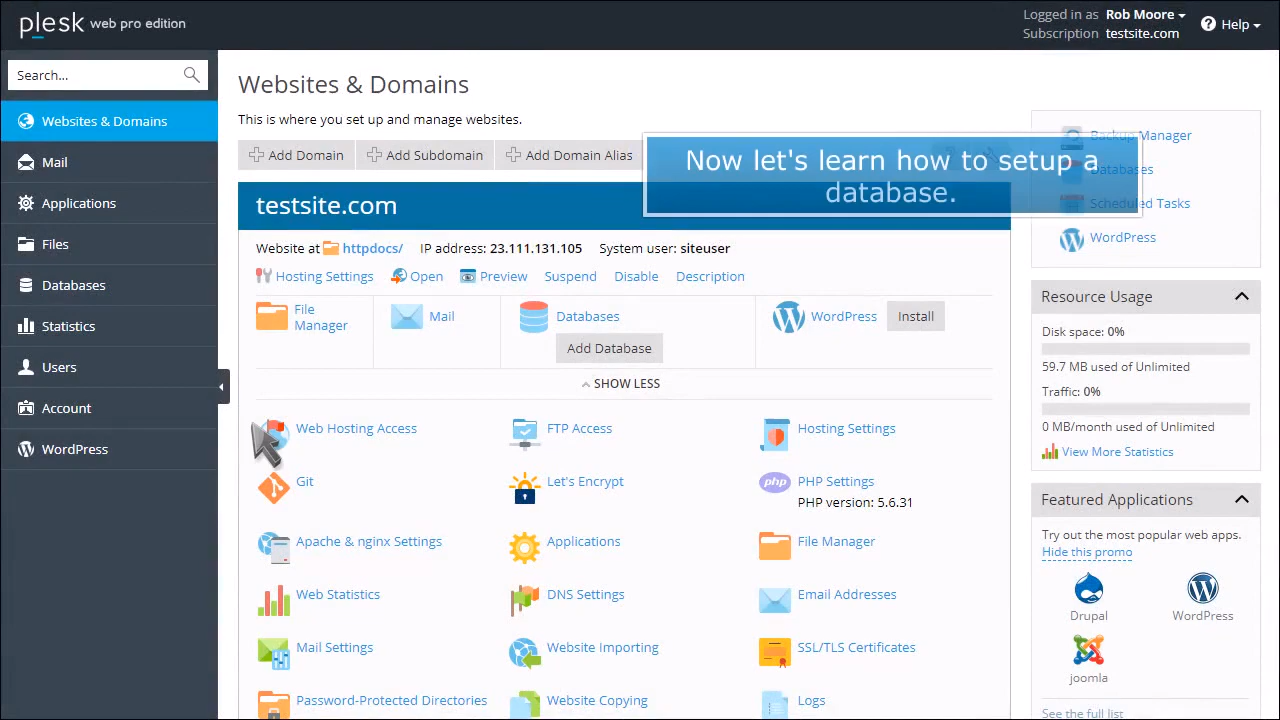 plesk web pro edition
Logged in as Rob Moore
Subscription testsite.com
Help
Search...
Websites & Domains
Mail
Applications
Files
Databases
Statistics
Users
Account
WordPress
Websites & Domains
This is where you set up and manage websites.
Add Domain
Add Subdomain
Add Domain Alias
Now let's learn how to setup a
database.
testsite.com
Website at httpdocs/ IP address: 23.111.131.105 System user: siteuser
Hosting Settings
Open
Preview
Suspend
Disable
Description
File
Manager
Mail
Databases
Add Database
WordPress
Install
SHOW LESS
Web Hosting Access
FTP Access
Hosting Settings
Git
Let's Encrypt
php
PHP Settings
PHP version: 5.6.31
Apache & nginx Settings
Applications
File Manager
Web Statistics
DNS Settings
Email Addresses
Mail Settings
Website Importing
SSL/TLS Certificates
Password-Protected Directories
Website Copying
Logs
Backup Manager
Databases
Scheduled Tasks
WordPress
Resource Usage
Disk space: 0%
59.7 MB used of Unlimited
Traffic: 0%
0 MB/month used of Unlimited
View More Statistics
Featured Applications
Try out the most popular web apps.
Hide this promo
Drupal
WordPress
joomla
See the full list